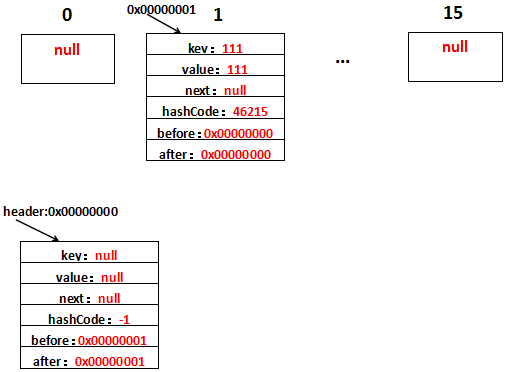 0x00000001
0 1 15
null
key：111
value：111
next：null
hashCode：46215
before：0x00000000
after：0x00000000
...
null
header:0x00000000
key：null
value：null
next：null
hashCode：-1
before：0x00000001
after：0x00000001